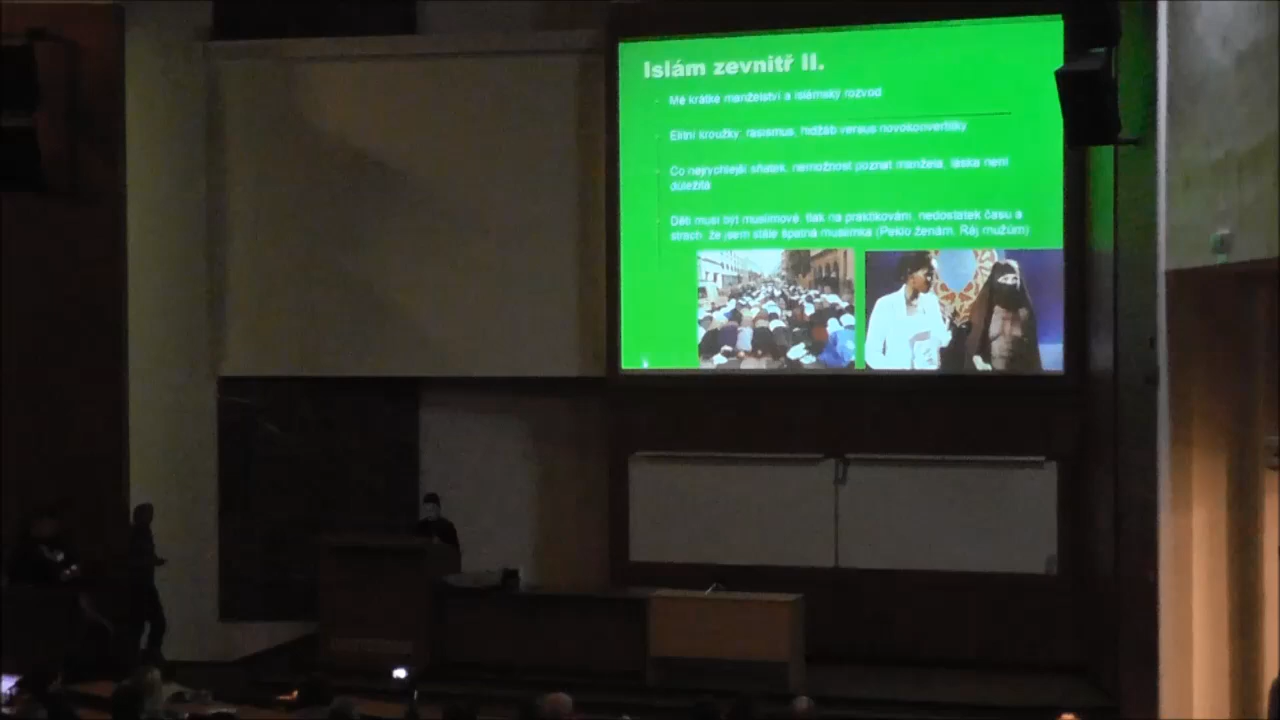 Islám zevnitř II.
Mé krátké manželství a islámský rozvod
Elitní kroužky: rasismus, hidžáb versus novokonvertitky
Co nejrychlejší sňatek, nemožnost poznat manžela, láska není
důležitá
Děti musí být muslimové, tlak na praktikování, nedostatek času a
strach, že jsem stále špatná muslimka (Peklo ženám, Ráj mužům)